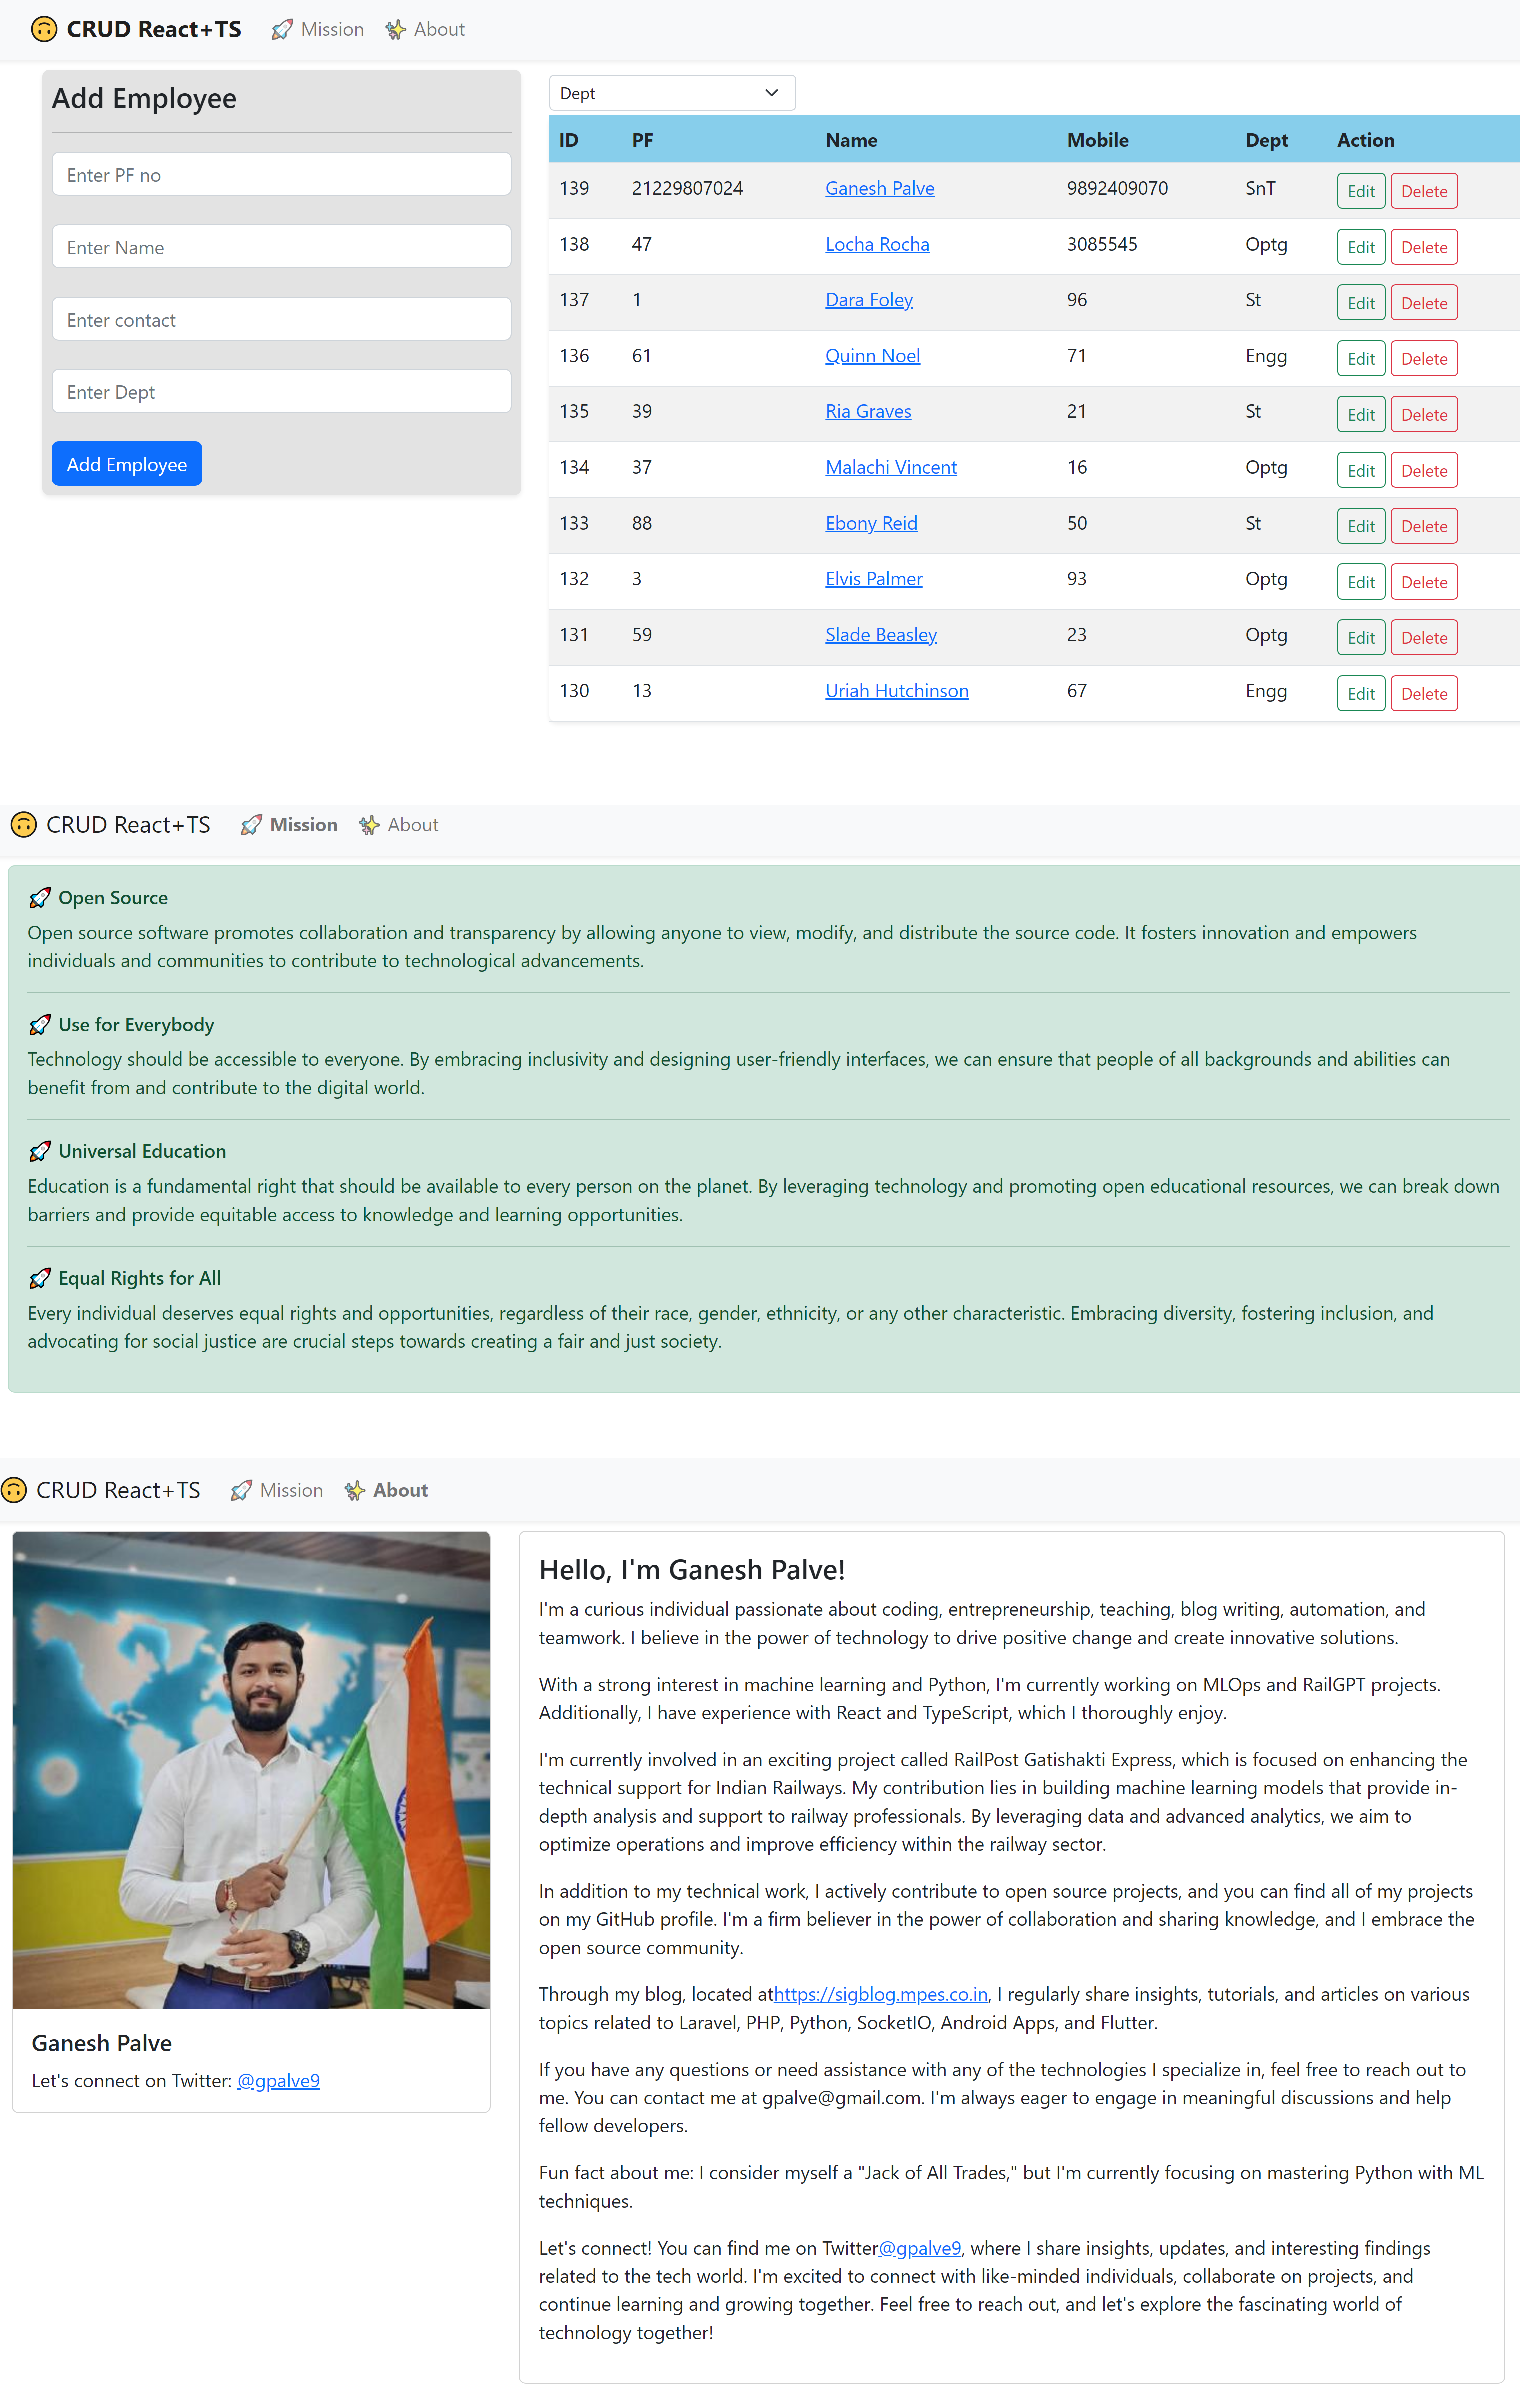 🙃 CRUD React+TS 🚀 Mission ✨ About
Add Employee
Enter PF no
Enter Name
Enter contact
Enter Dept
Add Employee
Dept
ID PF Name Mobile Dept Action
139 21229807024 Ganesh Palve 9892409070 SnT Edit Delete
138 47 Locha Rocha 3085545 Optg Edit Delete
137 1 Dara Foley 96 St Edit Delete
136 61 Quinn Noel 71 Engg Edit Delete
135 39 Ria Graves 21 St Edit Delete
134 37 Malachi Vincent 16 Optg Edit Delete
133 88 Ebony Reid 50 St Edit Delete
132 3 Elvis Palmer 93 Optg Edit Delete
131 59 Slade Beasley 23 Optg Edit Delete
130 13 Uriah Hutchinson 67 Engg Edit Delete
🙃 CRUD React+TS 🚀 Mission ✨ About
🚀 Open Source
Open source software promotes collaboration and transparency by allowing anyone to view, modify, and distribute the source code. It fosters innovation and empowers
individuals and communities to contribute to technological advancements.
🚀 Use for Everybody
Technology should be accessible to everyone. By embracing inclusivity and designing user-friendly interfaces, we can ensure that people of all backgrounds and abilities can
benefit from and contribute to the digital world.
🚀 Universal Education
Education is a fundamental right that should be available to every person on the planet. By leveraging technology and promoting open educational resources, we can break down
barriers and provide equitable access to knowledge and learning opportunities.
🚀 Equal Rights for All
Every individual deserves equal rights and opportunities, regardless of their race, gender, ethnicity, or any other characteristic. Embracing diversity, fostering inclusion, and
advocating for social justice are crucial steps towards creating a fair and just society.
🙃 CRUD React+TS 🚀 Mission ✨ About
Ganesh Palve
Let's connect on Twitter: @gpalve9
Hello, I'm Ganesh Palve!
I'm a curious individual passionate about coding, entrepreneurship, teaching, blog writing, automation, and
teamwork. I believe in the power of technology to drive positive change and create innovative solutions.
With a strong interest in machine learning and Python, I'm currently working on MLOps and RailGPT projects.
Additionally, I have experience with React and TypeScript, which I thoroughly enjoy.
I'm currently involved in an exciting project called RailPost Gatishakti Express, which is focused on enhancing the
technical support for Indian Railways. My contribution lies in building machine learning models that provide in-
depth analysis and support to railway professionals. By leveraging data and advanced analytics, we aim to
optimize operations and improve efficiency within the railway sector.
In addition to my technical work, I actively contribute to open source projects, and you can find all of my projects
on my GitHub profile. I'm a firm believer in the power of collaboration and sharing knowledge, and I embrace the
open source community.
Through my blog, located athttps://sigblog.mpes.co.in, I regularly share insights, tutorials, and articles on various
topics related to Laravel, PHP, Python, SocketIO, Android Apps, and Flutter.
If you have any questions or need assistance with any of the technologies I specialize in, feel free to reach out to
me. You can contact me at gpalve@gmail.com. I'm always eager to engage in meaningful discussions and help
fellow developers.
Fun fact about me: I consider myself a "Jack of All Trades," but I'm currently focusing on mastering Python with ML
techniques.
Let's connect! You can find me on Twitter@gpalve9, where I share insights, updates, and interesting findings
related to the tech world. I'm excited to connect with like-minded individuals, collaborate on projects, and
continue learning and growing together. Feel free to reach out, and let's explore the fascinating world of
technology together!